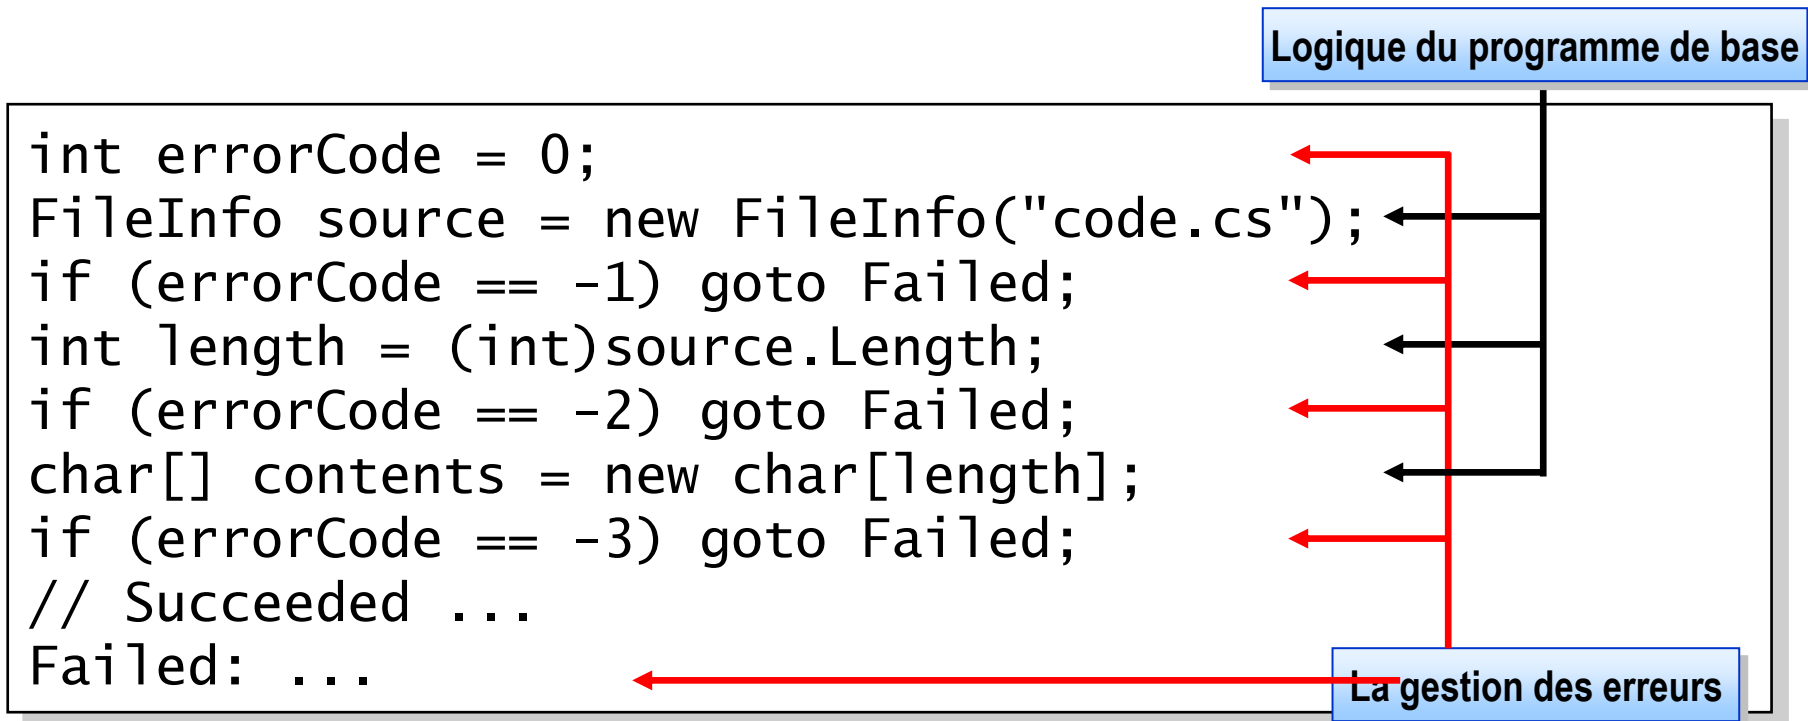 Logique du programme de base
int errorCode = 0;
FileInfo source = new FileInfo("code.cs");
if (errorCode == -1) goto Failed;
int length = (int)source.Length;
if (errorCode == -2) goto Failed;
char[] contents = new char[length];
if (errorCode == -3) goto Failed;
// Succeeded ...
Failed: ...
La gestion des erreurs